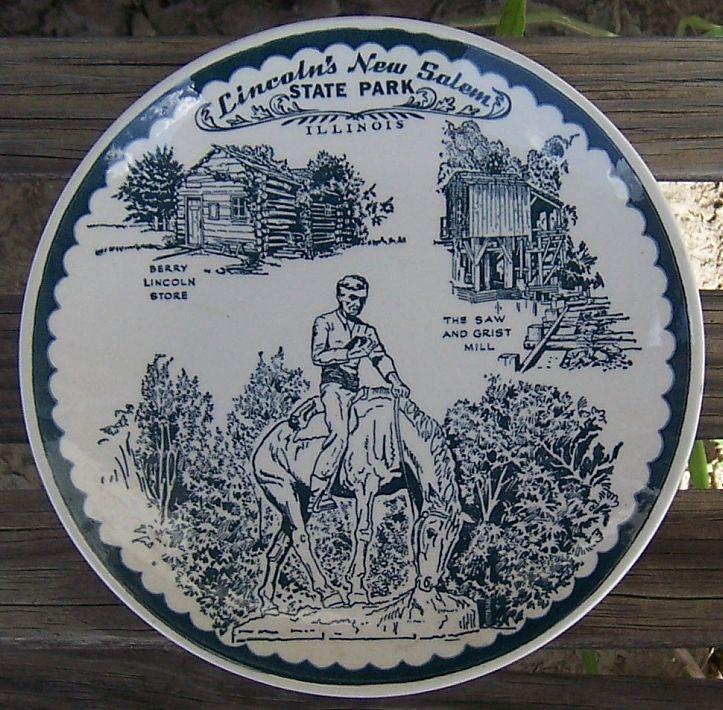 Lincoln's New Salem
STATE PARK
ILLINOIS
BERRY
LINCOLN
STORE
THE SAW
AND GRIST
MILL